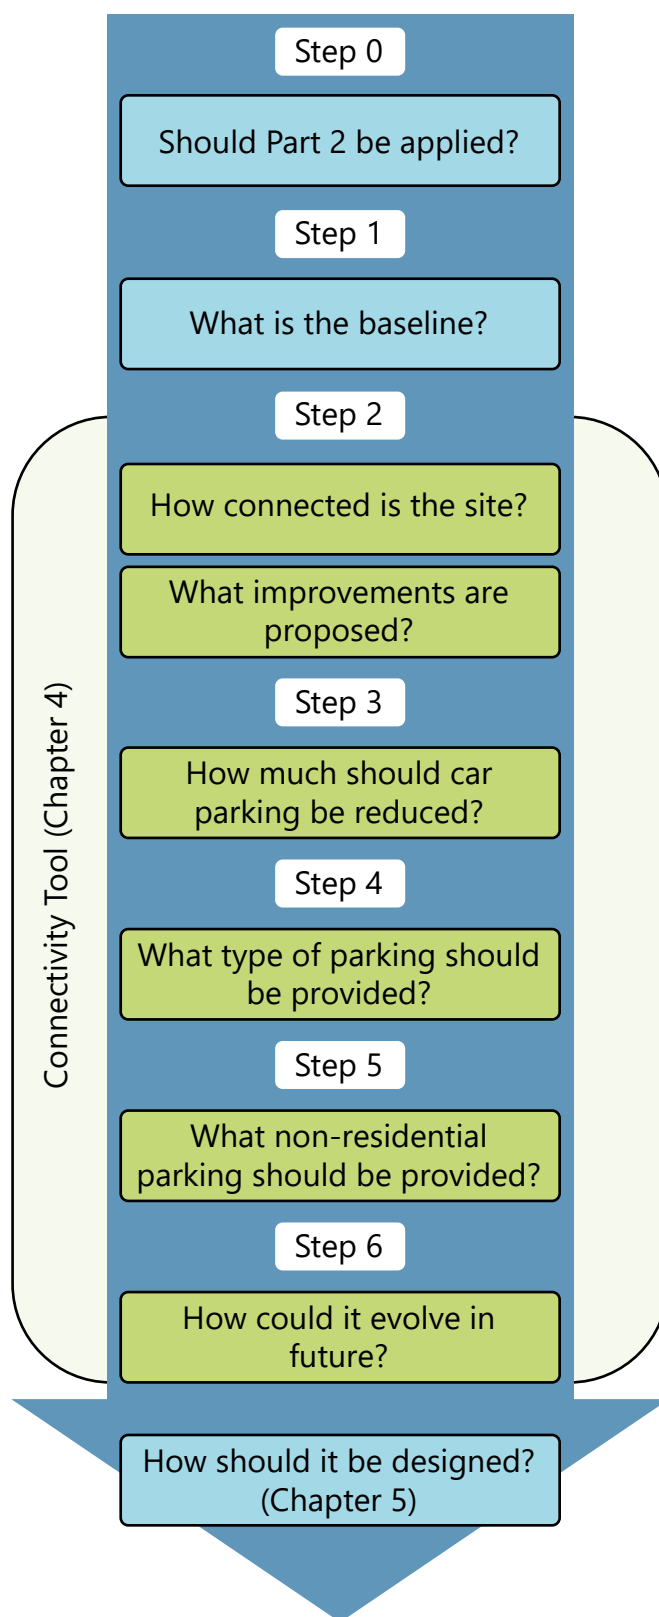 Step 0
Should Part 2 be applied?
Step 1
What is the baseline?
Step 2
How connected is the site?
What improvements are
proposed?
Step 3
How much should car
parking be reduced?
Step 4
What type of parking should
be provided?
Step 5
What non-residential
parking should be provided?
Step 6
How could it evolve in
future?
How should it be designed?
(Chapter 5)
Connectivity Tool (Chapter 4)